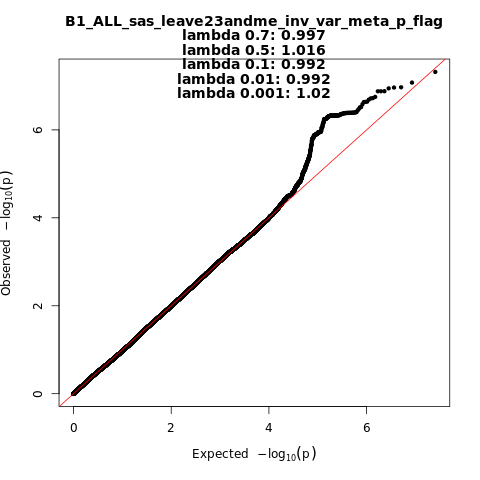 B1_ALL_sas_leave23andme_inv_var_meta_p_flag
lambda 0.7: 0.997
lambda 0.5: 1.016
lambda 0.1: 0.992
lambda 0.01: 0.992
lambda 0.001: 1.02
6
4
2
0
Observed −log10(p)
0 2 4 6
Expected −log10(p)